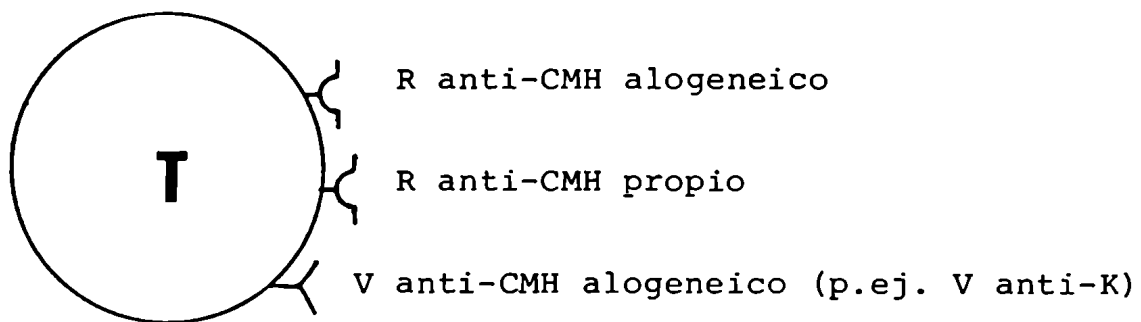 R anti-CMH alogeneico
T
R anti-CMH propio
V anti-CMH alogeneico (p.ej. V anti-K)